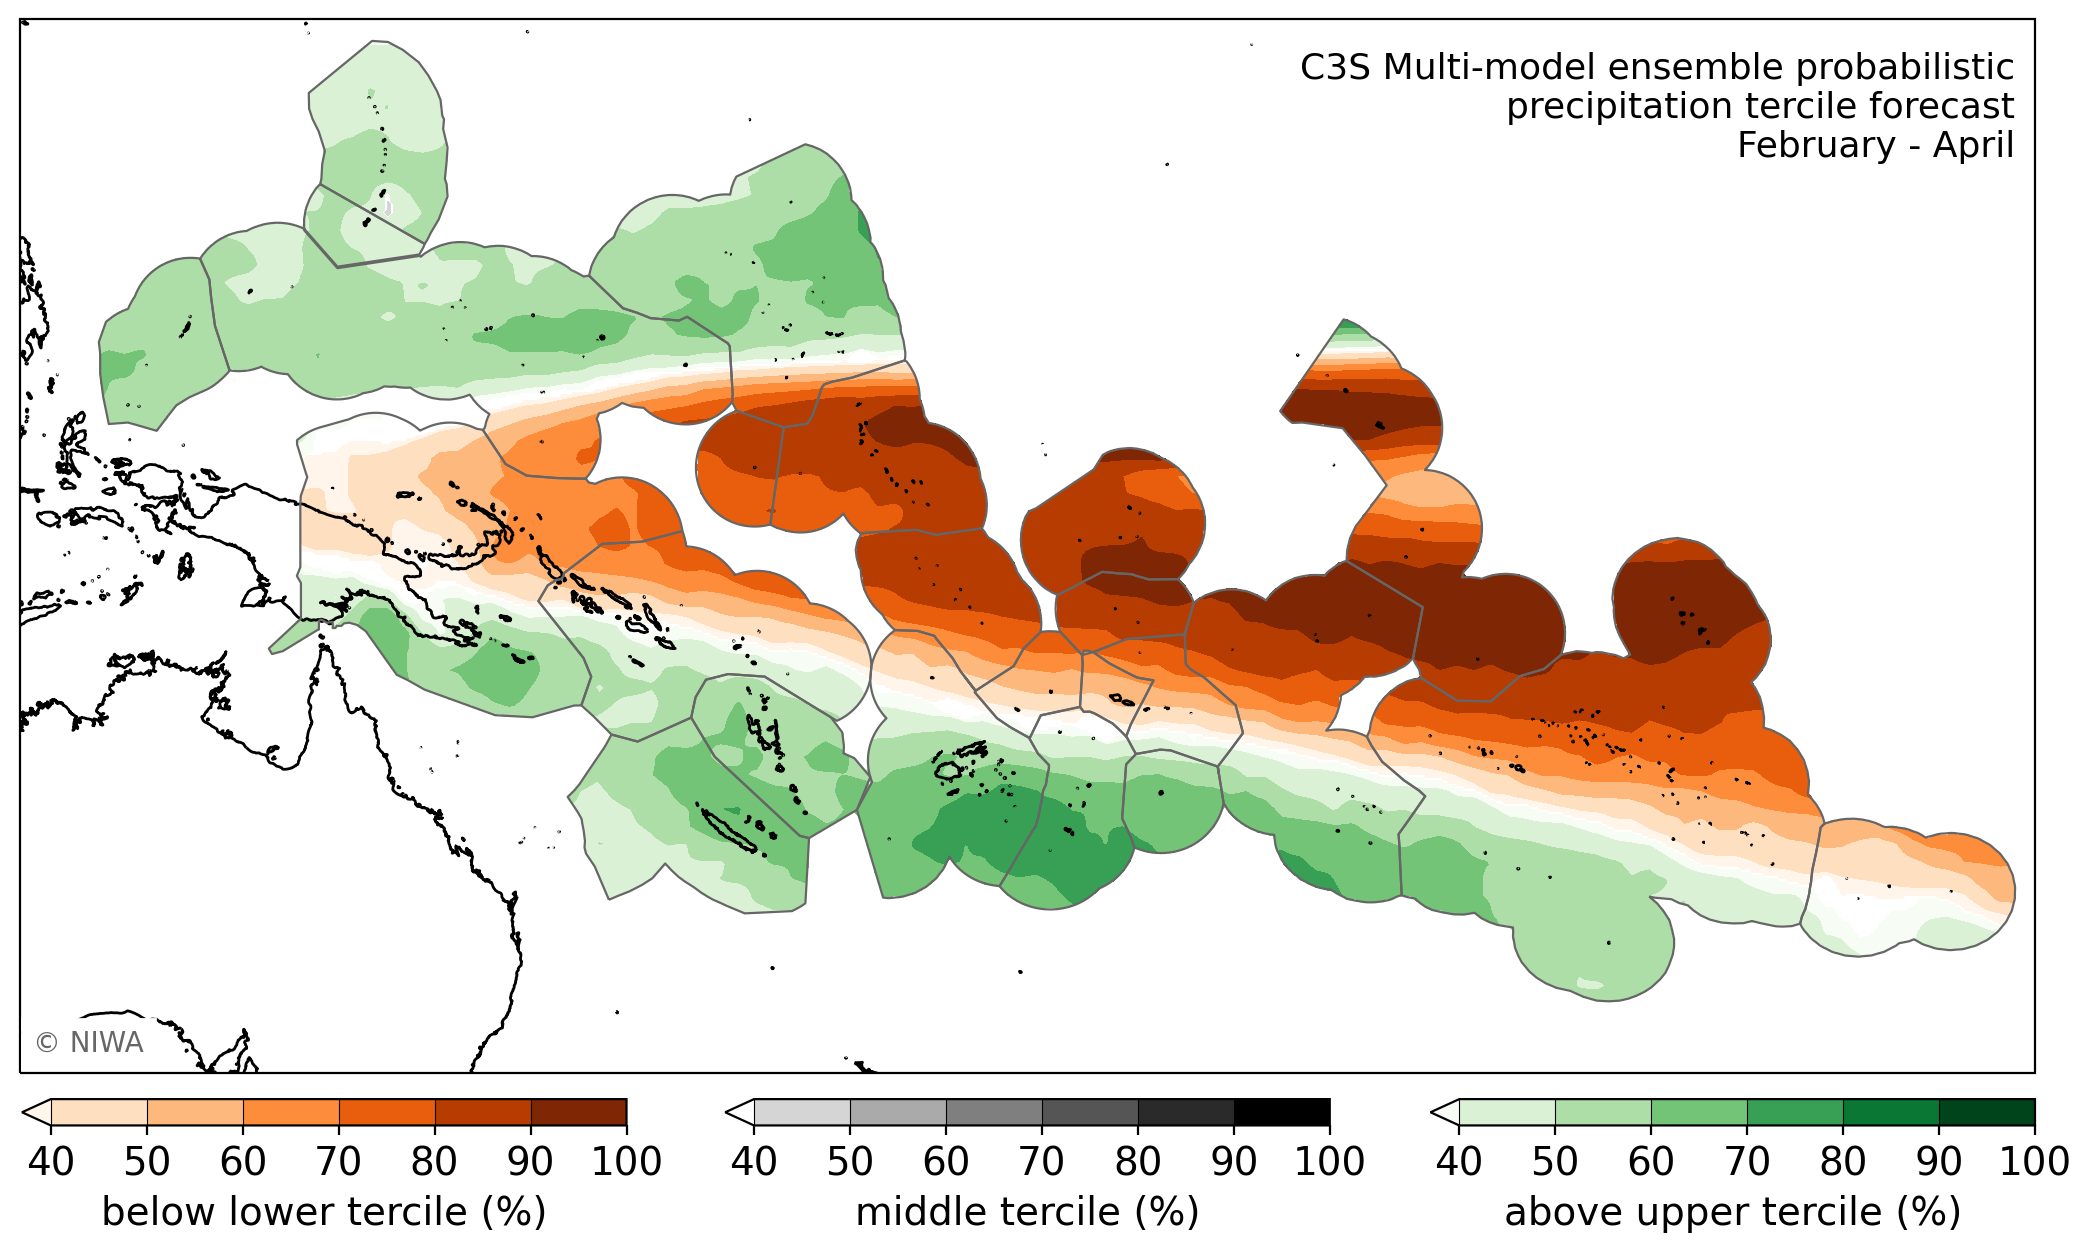 C3S Multi-model ensemble probabilistic
precipitation tercile forecast
February - April
© NIWA
40 50 60 70 80 90 100
below lower tercile (%)
40 50 60 70 80 90 100
middle tercile (%)
40 50 60 70 80 90 100
above upper tercile (%)